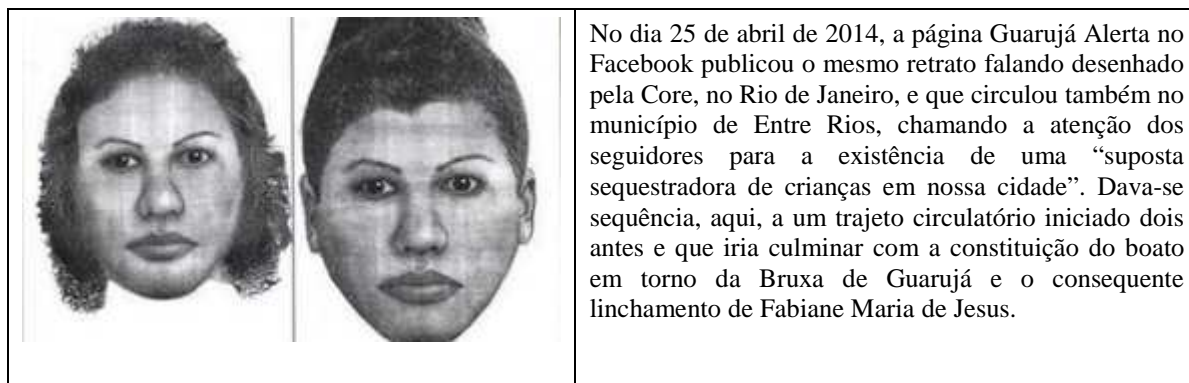 No dia 25 de abril de 2014, a página Guarujá Alerta no
Facebook publicou o mesmo retrato falando desenhado
pela Core, no Rio de Janeiro, e que circulou também no
município de Entre Rios, chamando a atenção dos
seguidores para a existência de uma “suposta
sequestradora de crianças em nossa cidade”. Dava-se
sequência, aqui, a um trajeto circulatório iniciado dois
antes e que iria culminar com a constituição do boato
em torno da Bruxa de Guarujá e o consequente
linchamento de Fabiane Maria de Jesus.